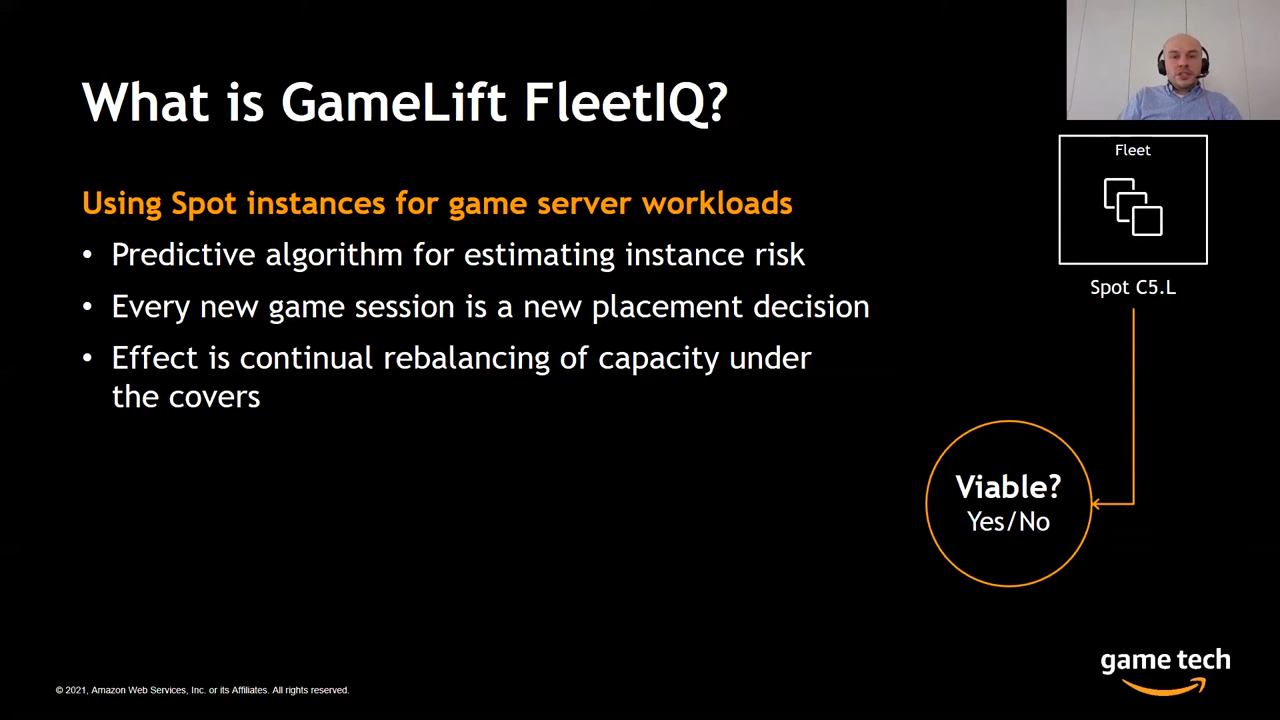 What is GameLift FleetIQ?
Using Spot instances for game server workloads
• Predictive algorithm for estimating instance risk
• Every new game session is a new placement decision
• Effect is continual rebalancing of capacity under
the covers
Fleet
Spot C5.L
Viable?
Yes/No
© 2021, Amazon Web Services, Inc. or its Affiliates. All rights reserved.
game tech